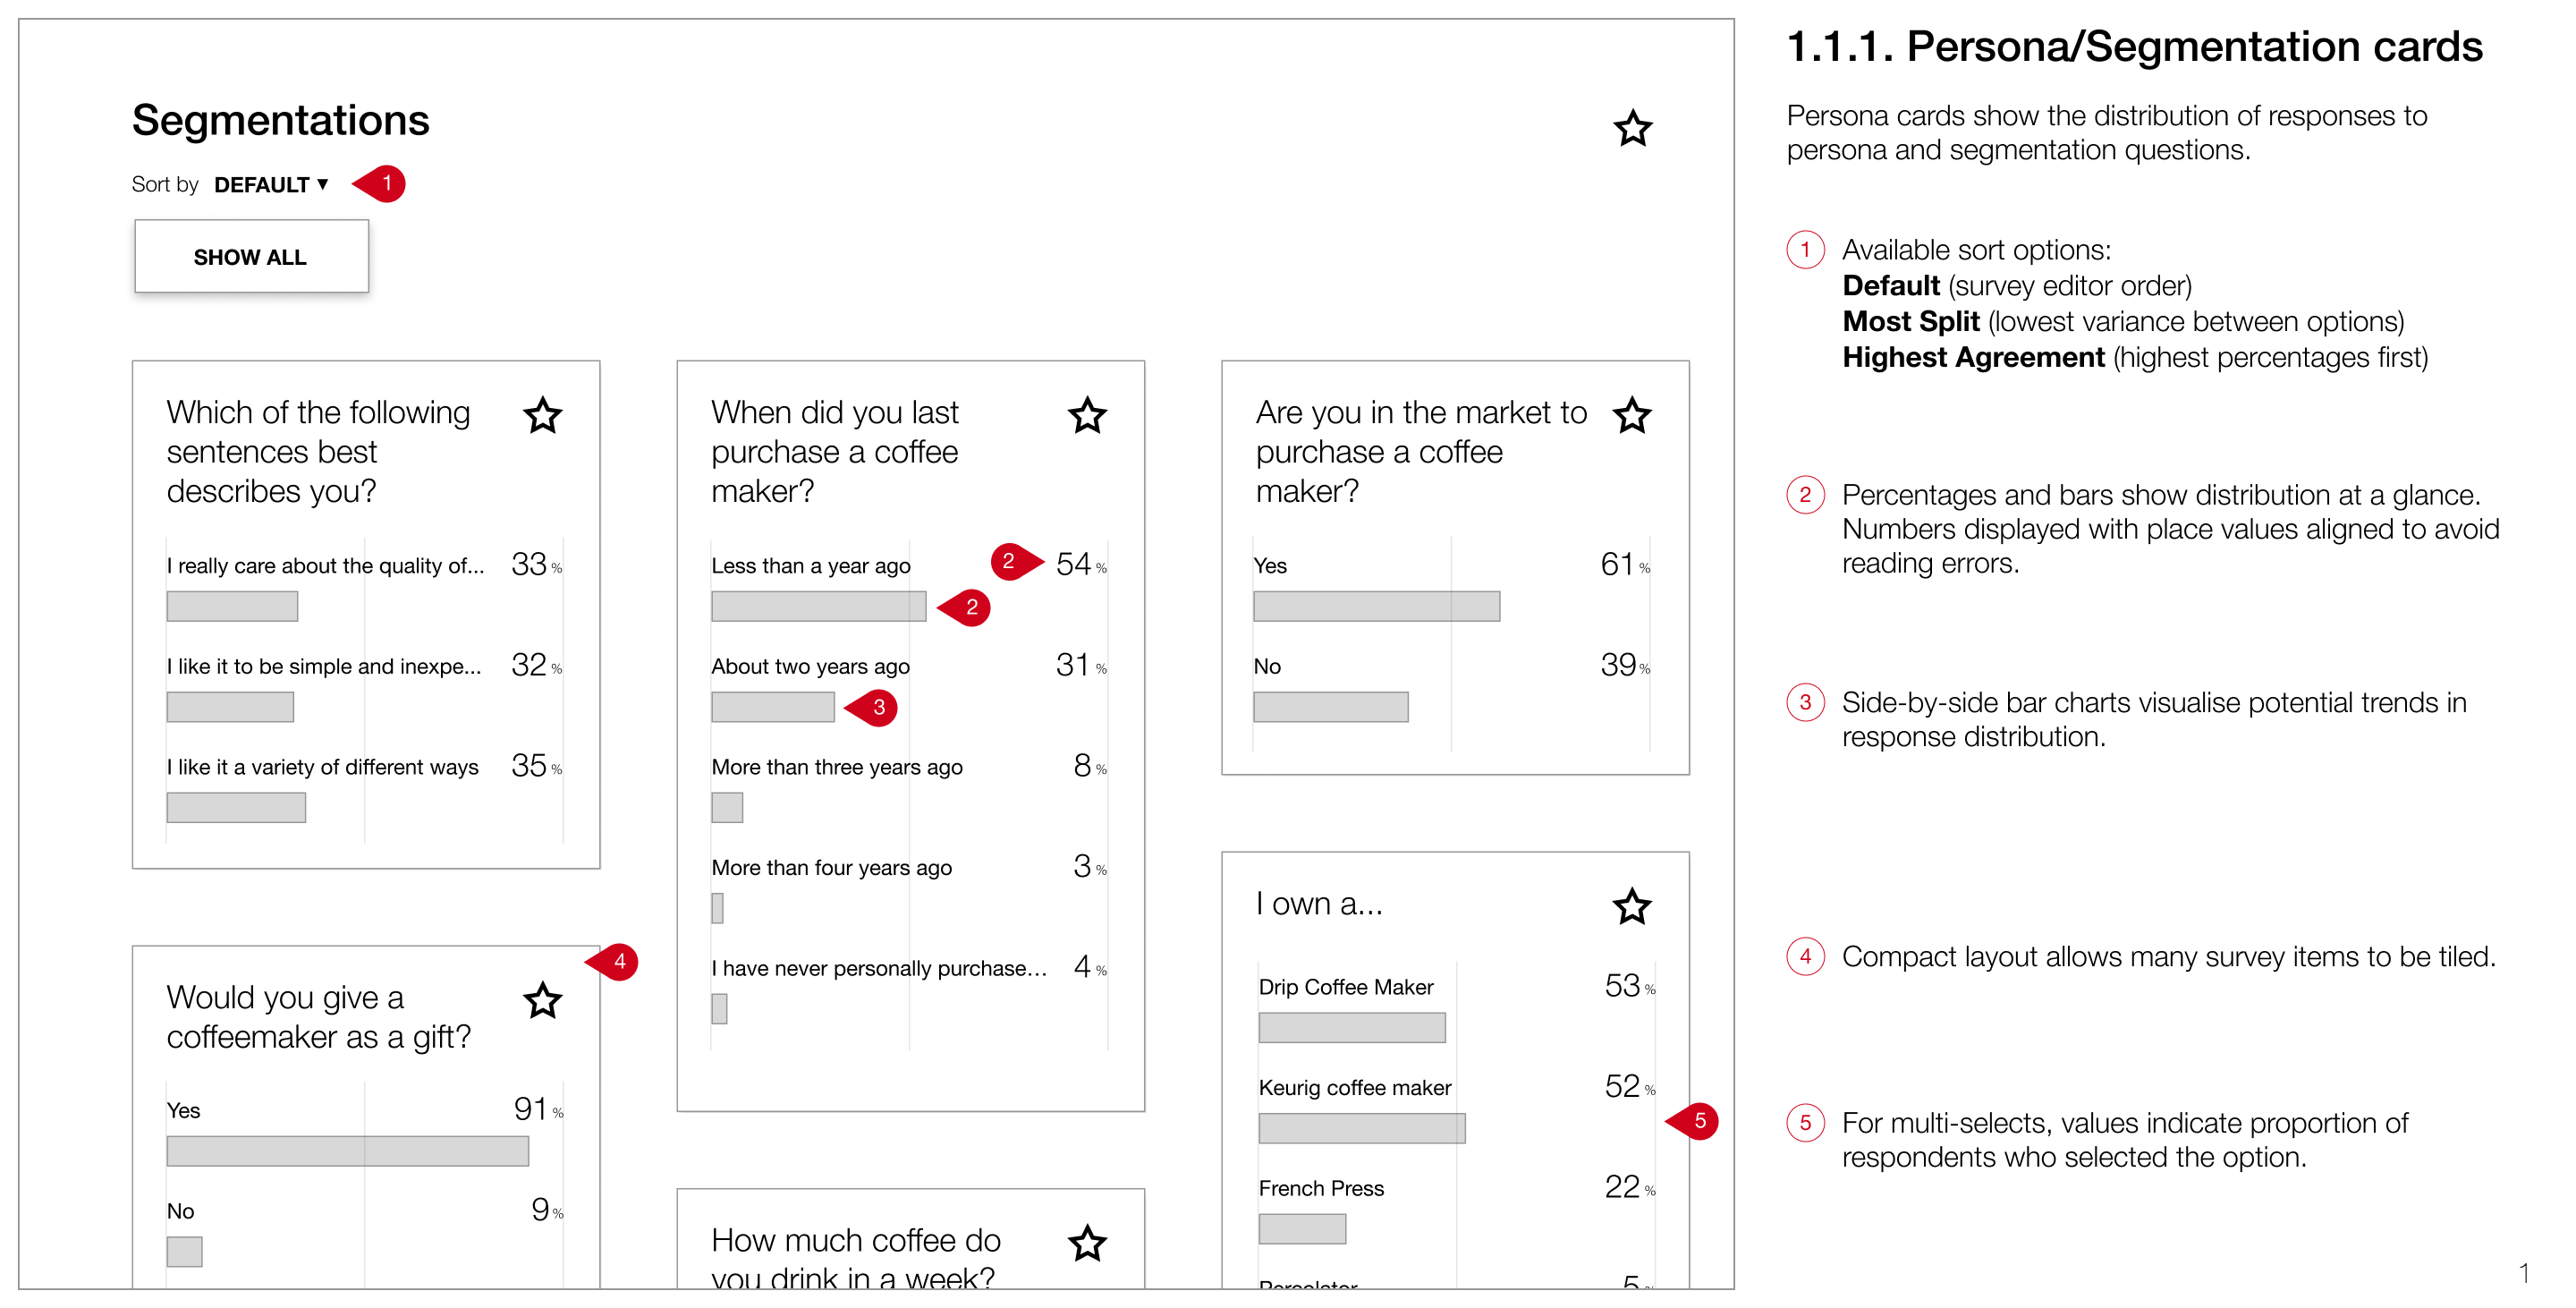 Segmentations
Sort by DEFAULT ▼
1
SHOW ALL
Which of the following
sentences best
describes you?
I really care about the quality of... 33 %
I like it to be simple and inexpe... 32 %
I like it a variety of different ways 35 %
Would you give a
coffeemaker as a gift?
4
Yes 91 %
No 9 %
When did you last
purchase a coffee
maker?
Less than a year ago 2 54 %
2
About two years ago 31 %
3
More than three years ago 8 %
More than four years ago 3 %
I have never personally purchase... 4 %
How much coffee do
you drink in a week?
Are you in the market to
purchase a coffee
maker?
Yes 61 %
No 39 %
I own a...
Drip Coffee Maker 53 %
Keurig coffee maker 52 %
5
French Press 22 %
Percolator 5 %
1.1.1. Persona/Segmentation cards
Persona cards show the distribution of responses to
persona and segmentation questions.
1 Available sort options:
Default (survey editor order)
Most Split (lowest variance between options)
Highest Agreement (highest percentages first)
2 Percentages and bars show distribution at a glance.
Numbers displayed with place values aligned to avoid
reading errors.
3 Side-by-side bar charts visualise potential trends in
response distribution.
4 Compact layout allows many survey items to be tiled.
5 For multi-selects, values indicate proportion of
respondents who selected the option.
1